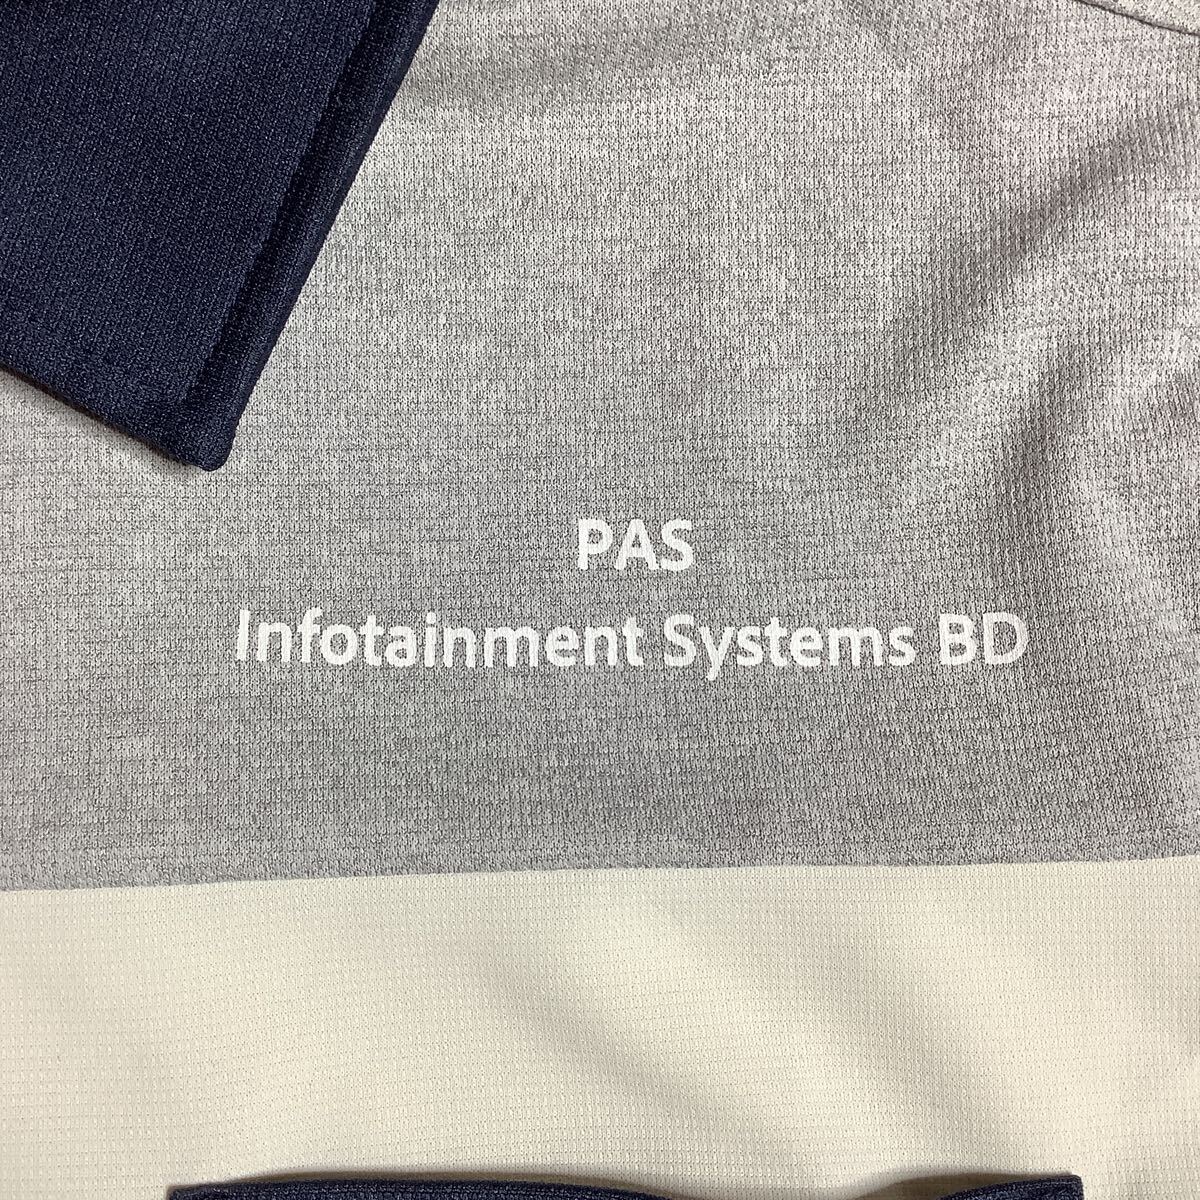 PAS
Infotainment Systems BD